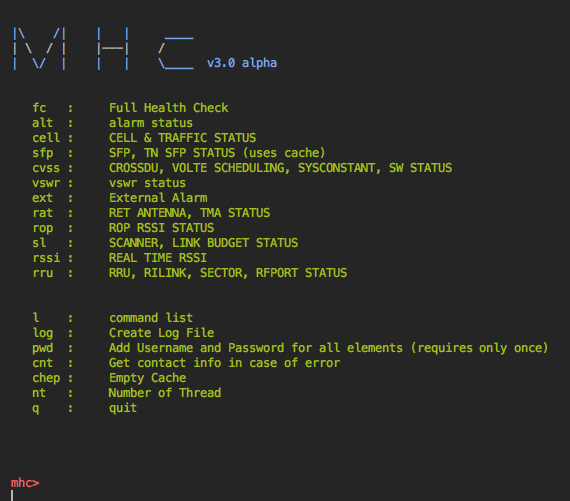 |\    /|    |   |     ____
| \  / |    |---|    /
|  \/  |    |   |    \____  v3.0 alpha
fc   :     Full Health Check
alt  :     alarm status
cell :     CELL & TRAFFIC STATUS
sfp  :     SFP, TN SFP STATUS (uses cache)
cvss :     CROSSDU, VOLTE SCHEDULING, SYSCONSTANT, SW STATUS
vswr :     vswr status
ext  :     External Alarm
rat  :     RET ANTENNA, TMA STATUS
rop  :     ROP RSSI STATUS
sl   :     SCANNER, LINK BUDGET STATUS
rssi :     REAL TIME RSSI
rru  :     RRU, RILINK, SECTOR, RFPORT STATUS
l    :     command list
log  :     Create Log File
pwd  :     Add Username and Password for all elements (requires only once)
cnt  :     Get contact info in case of error
chep :     Empty Cache
nt   :     Number of Thread
q    :     quit
mhc>